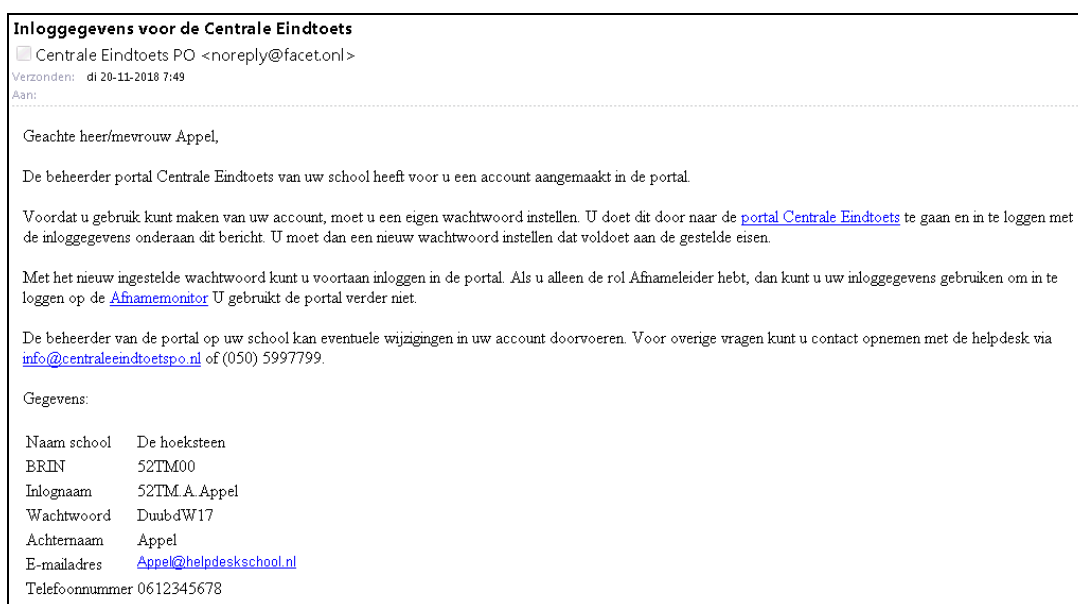 Inloggegevens voor de Centrale Eindtoets
Centrale Eindtoets PO <noreply@facet.onl>
Verzonden: di 20-11-2018 7:49
Aan:
Geachte heer/mevrouw Appel,
De beheerder portal Centrale Eindtoets van uw school heeft voor u een account aangemaakt in de portal.
Voordat u gebruik kunt maken van uw account, moet u een eigen wachtwoord instellen. U doet dit door naar de portal Centrale Eindtoets te gaan en in te loggen met
de inloggegevens onderaan dit bericht. U moet dan een nieuw wachtwoord instellen dat voldoet aan de gestelde eisen.
Met het nieuw ingestelde wachtwoord kunt u voortaan inloggen in de portal. Als u alleen de rol Afnameleider hebt, dan kunt u uw inloggegevens gebruiken om in te
loggen op de Afnamemonitor U gebruikt de portal verder niet.
De beheerder van de portal op uw school kan eventuele wijzigingen in uw account doorvoeren. Voor overige vragen kunt u contact opnemen met de helpdesk via
info@centraleeindtoetspo.nl of (050) 5997799.
Gegevens:
Naam school De hoeksteen
BRIN 52TM00
Inlognaam 52TM.A.Appel
Wachtwoord DuubdW17
Achternaam Appel
E-mailadres Appel@helpdeskschool.nl
Telefoonnummer 0612345678